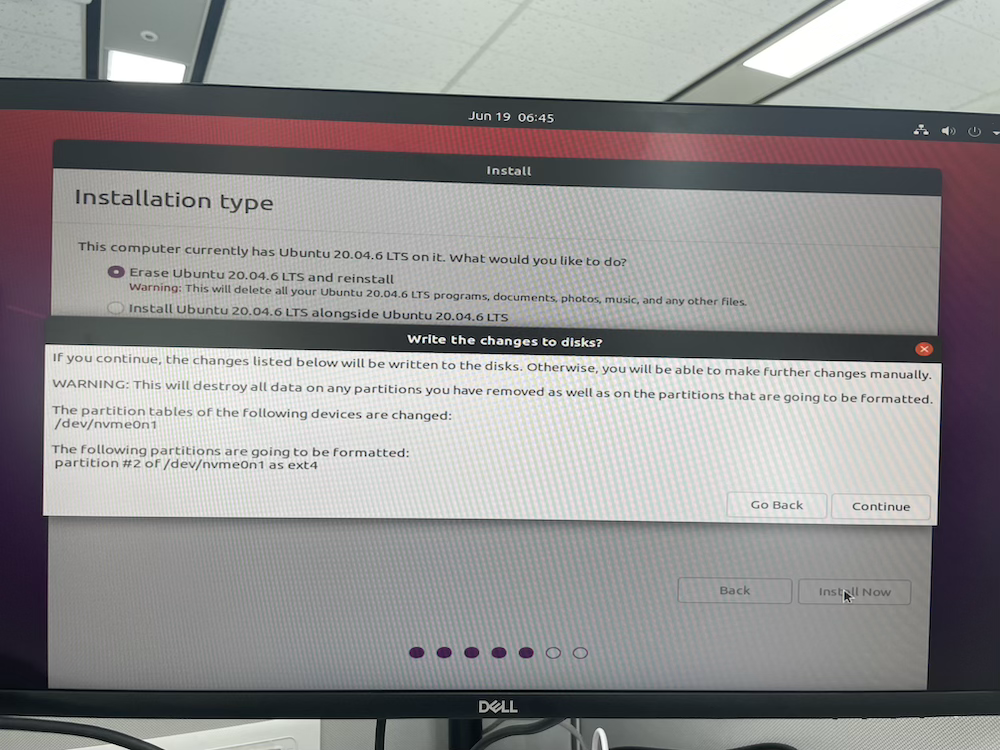 Jun 19 06:45
Install
Installation type
This computer currently has Ubuntu 20.04.6 LTS on it. What would you like to do?
Erase Ubuntu 20.04.6 LTS and reinstall
Warning: This will delete all your Ubuntu 20.04.6 LTS programs, documents, photos, music, and any other files.
Install Ubuntu 20.04.6 LTS alongside Ubuntu 20.04.6 LTS
Write the changes to disks?
If you continue, the changes listed below will be written to the disks. Otherwise, you will be able to make further changes manually.
WARNING: This will destroy all data on any partitions you have removed as well as on the partitions that are going to be formatted.
The partition tables of the following devices are changed:
/dev/nvme0n1
The following partitions are going to be formatted:
partition #2 of /dev/nvme0n1 as ext4
Go Back
Continue
Back
Install Now
DELL